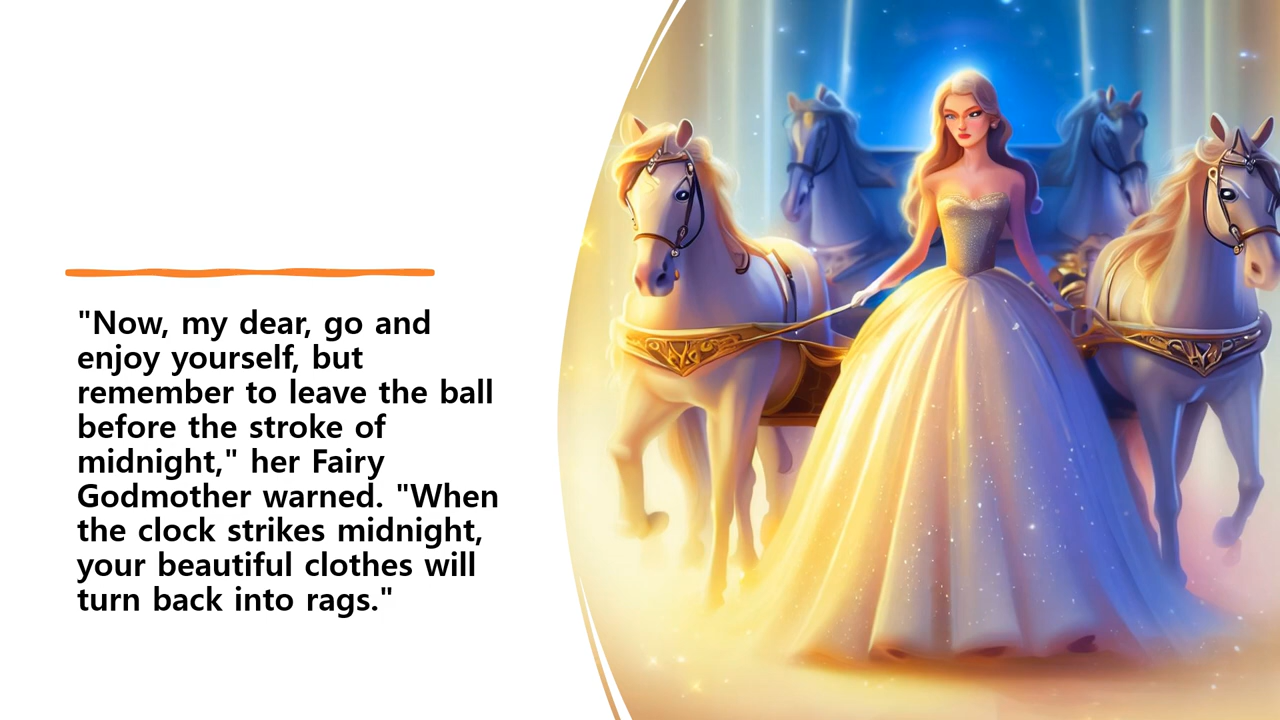 "Now, my dear, go and
enjoy yourself, but
remember to leave the ball
before the stroke of
midnight," her Fairy
Godmother warned. "When
the clock strikes midnight,
your beautiful clothes will
turn back into rags."